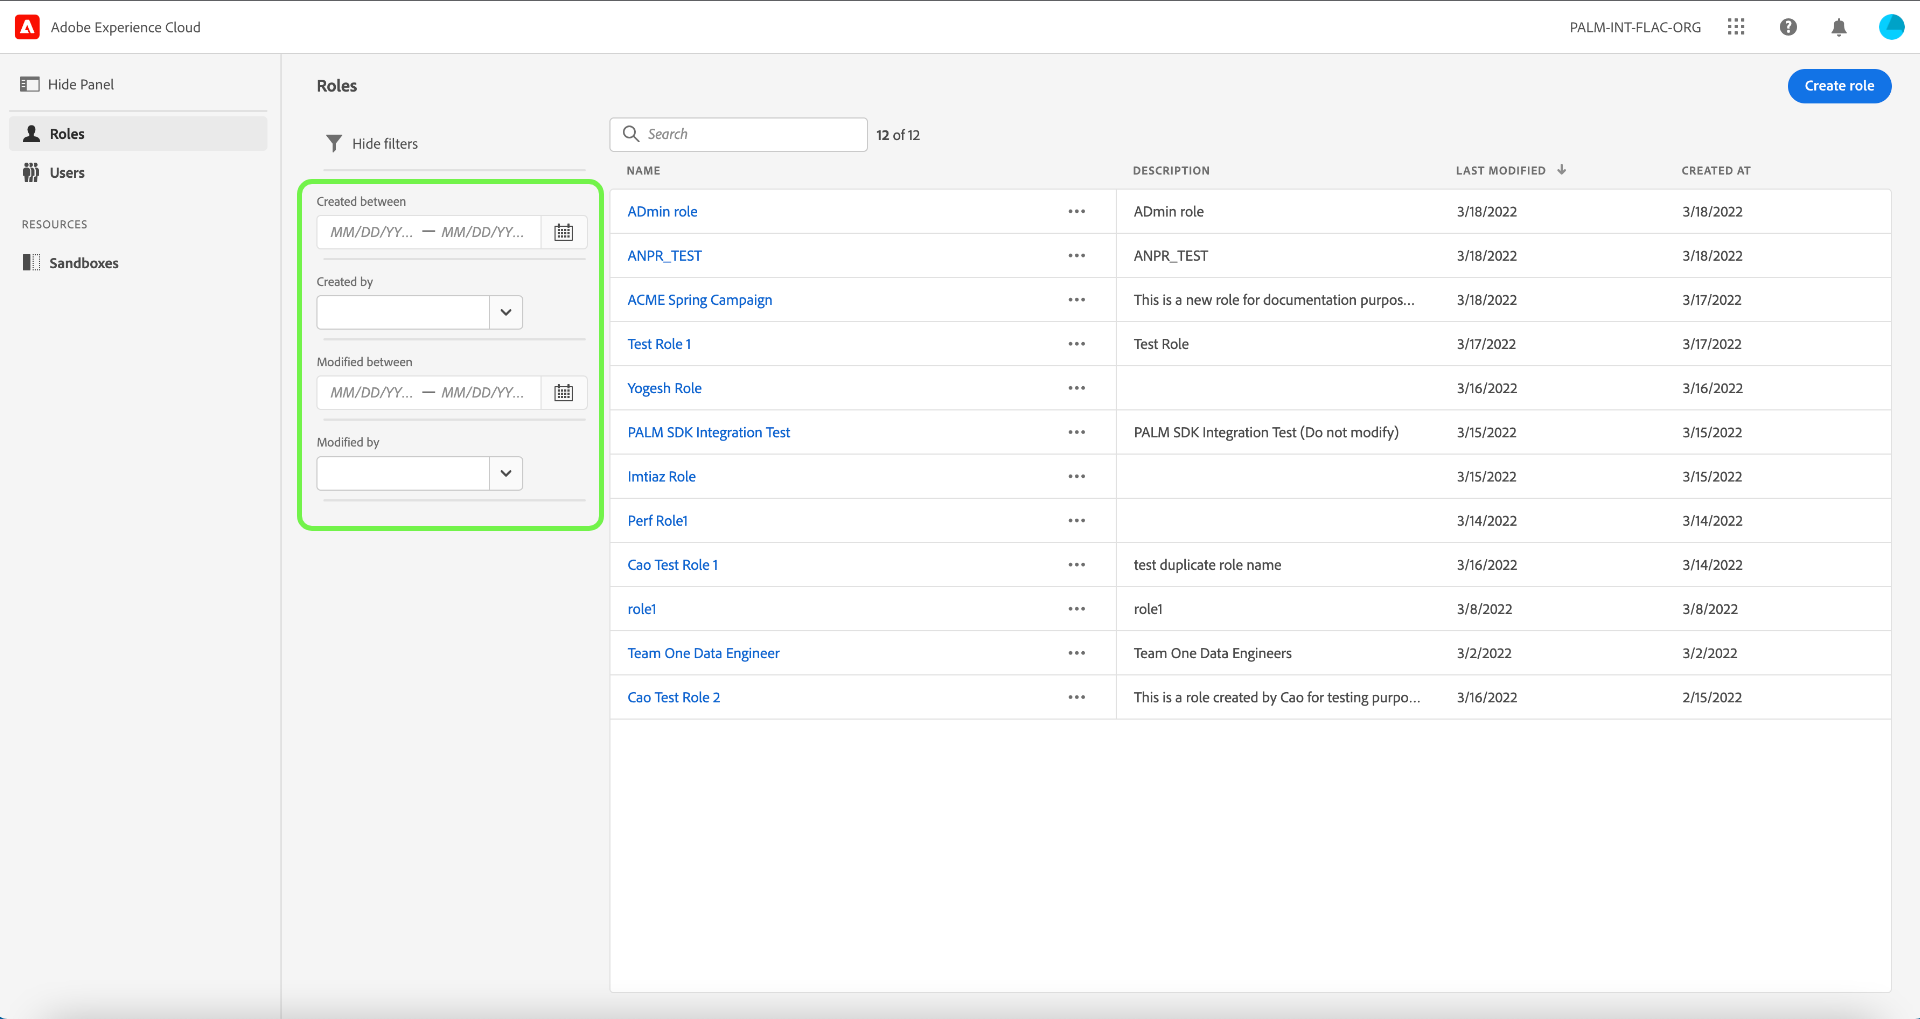 Adobe Experience Cloud
PALM-INT-FLAC-ORG
Hide Panel
Roles
Users
RESOURCES
Sandboxes
Roles
Create role
Hide filters
Search
12 of 12
Created between
MM/DD/YY... — MM/DD/YY...
Created by
Modified between
MM/DD/YY... — MM/DD/YY...
Modified by
NAME DESCRIPTION LAST MODIFIED CREATED AT
ADmin role ADmin role 3/18/2022 3/18/2022
ANPR_TEST ANPR_TEST 3/18/2022 3/18/2022
ACME Spring Campaign This is a new role for documentation purpos... 3/18/2022 3/17/2022
Test Role 1 Test Role 3/17/2022 3/17/2022
Yogesh Role 3/16/2022 3/16/2022
PALM SDK Integration Test PALM SDK Integration Test (Do not modify) 3/15/2022 3/15/2022
Imtiaz Role 3/15/2022 3/15/2022
Perf Role1 3/14/2022 3/14/2022
Cao Test Role 1 test duplicate role name 3/16/2022 3/14/2022
role1 role1 3/8/2022 3/8/2022
Team One Data Engineer Team One Data Engineers 3/2/2022 3/2/2022
Cao Test Role 2 This is a role created by Cao for testing purpo... 3/16/2022 2/15/2022